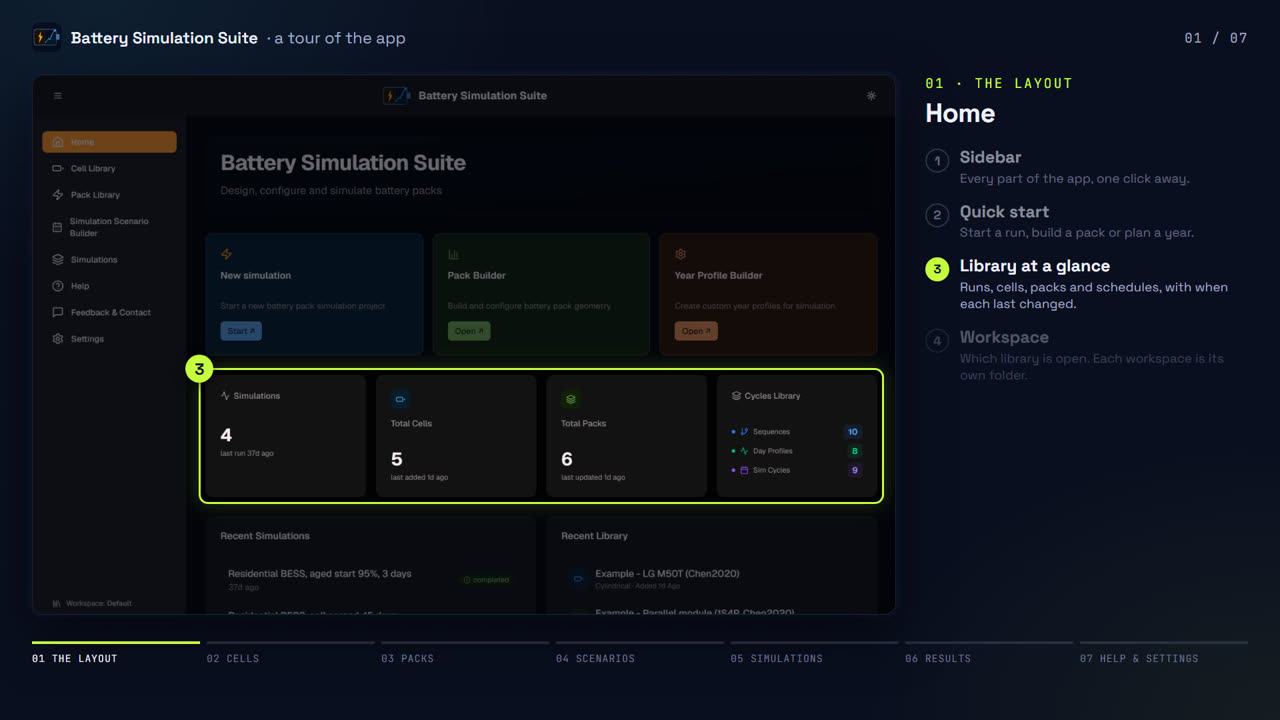 Battery Simulation Suite · a tour of the app
01 / 07
Battery Simulation Suite
Home
Cell Library
Pack Library
Simulation Scenario
Builder
Simulations
Help
Feedback & Contact
Settings
Workspace: Default
Battery Simulation Suite
Design, configure and simulate battery packs
New simulation
Start a new battery pack simulation project
Start ↗
Pack Builder
Build and configure battery pack geometry
Open ↗
Year Profile Builder
Create custom year profiles for simulation.
Open ↗
3
Simulations
4
last run 37d ago
Total Cells
5
last added 1d ago
Total Packs
6
last updated 1d ago
Cycles Library
Sequences 10
Day Profiles 8
Sim Cycles 9
Recent Simulations
Residential BESS, aged start 95%, 3 days
37d ago
completed
Recent Library
Example - LG M50T (Chen2020)
Cylindrical · Added 1d Ago
Example - Parallel module (1S4P, Chen2020)
01 · THE LAYOUT
Home
1 Sidebar
Every part of the app, one click away.
2 Quick start
Start a run, build a pack or plan a year.
3 Library at a glance
Runs, cells, packs and schedules, with when
each last changed.
4 Workspace
Which library is open. Each workspace is its
own folder.
01 THE LAYOUT
02 CELLS
03 PACKS
04 SCENARIOS
05 SIMULATIONS
06 RESULTS
07 HELP & SETTINGS